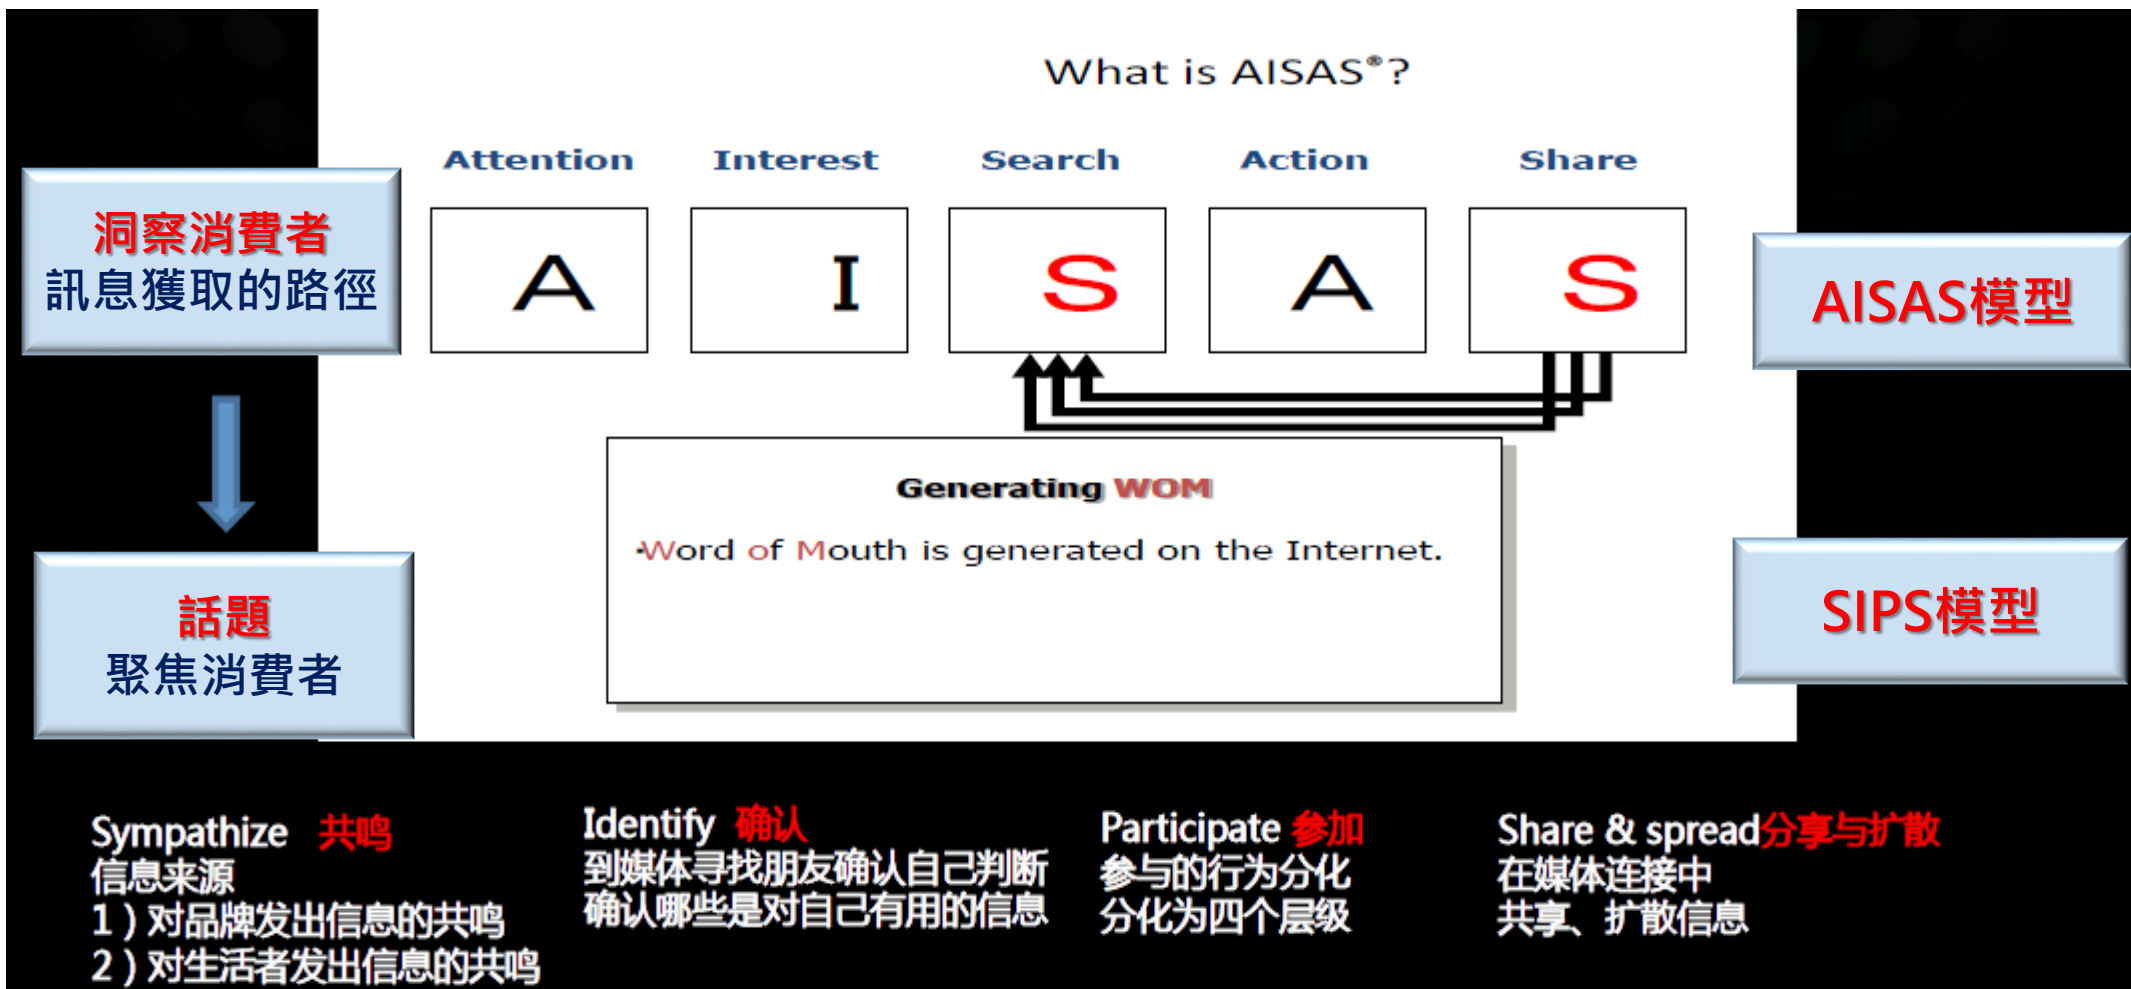 What is AISAS®?
Attention
Interest
Search
Action
Share
A
I
S
A
S
洞察消費者
訊息獲取的路徑
AISAS模型
Generating WOM
·Word of Mouth is generated on the Internet.
話題
聚焦消費者
SIPS模型
Sympathize 共鸣
信息来源
1）对品牌发出信息的共鸣
2）对生活者发出信息的共鸣
Identify 确认
到媒体寻找朋友确认自己判断
确认哪些是对自己有用的信息
Participate 参加
参与的行为分化
分化为四个层级
Share & spread分享与扩散
在媒体连接中
共享、扩散信息